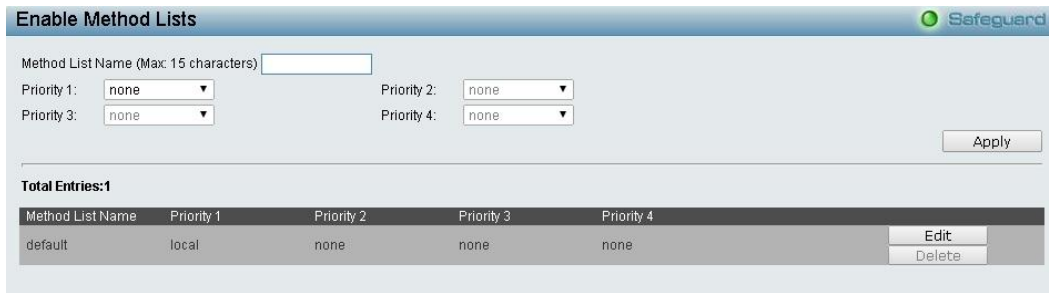 Enable Method Lists
Safeguard
Method List Name (Max: 15 characters)
Priority 1: none Priority 2: none
Priority 3: none Priority 4: none
Apply
Total Entries:1
Method List Name Priority 1 Priority 2 Priority 3 Priority 4
default local none none none Edit
Delete